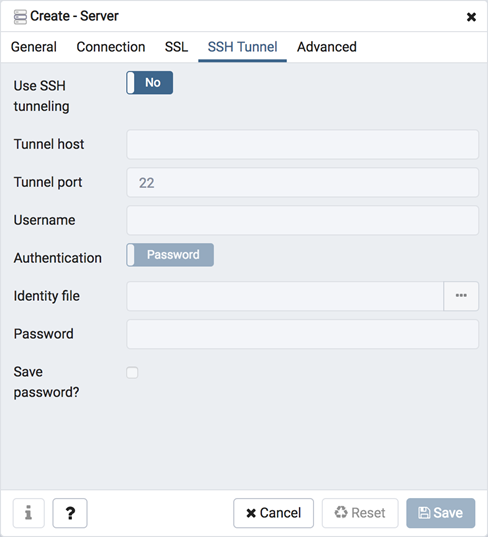 Create - Server
General Connection SSL SSH Tunnel Advanced
Use SSH
tunneling
No
Tunnel host
Tunnel port
22
Username
Authentication
Password
Identity file
Password
Save
password?
? Cancel Reset Save